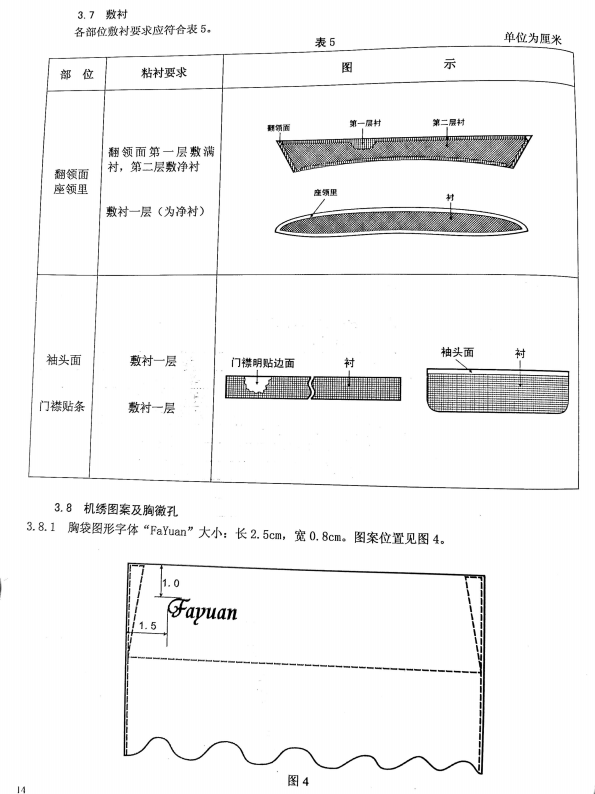 3.7 敷衬
各部位敷衬要求应符合表5。
表5
单位为厘米
部 位
粘衬要求
图 示
翻领面
座领里
翻领面第一层敷满
衬，第二层敷净衬
敷衬一层（为净衬）
翻领面
第一层衬
第二层衬
座领里
衬
袖头面
敷衬一层
门襟贴条
敷衬一层
门襟明贴边面
衬
袖头面
衬
3.8 机绣图案及胸徽孔
3.8.1 胸袋图形字体“FaYuan”大小：长2.5cm，宽0.8cm。图案位置见图4。
1.0
Fayuan
1.5
图4
14